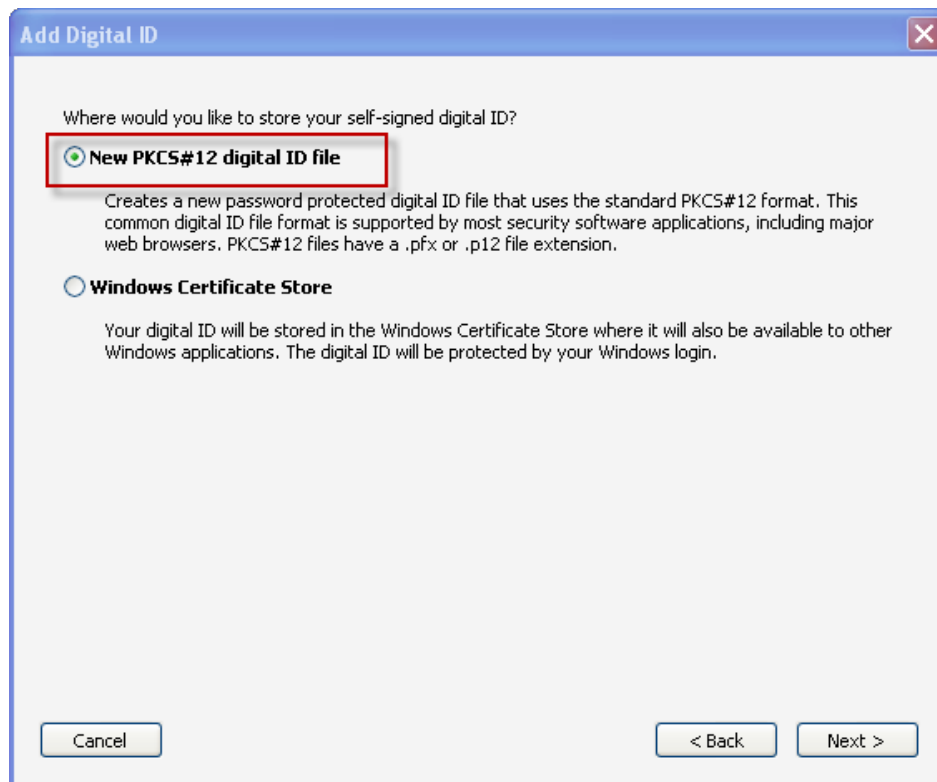 Add Digital ID
Where would you like to store your self-signed digital ID?
New PKCS#12 digital ID file
Creates a new password protected digital ID file that uses the standard PKCS#12 format. This
common digital ID file format is supported by most security software applications, including major
web browsers. PKCS#12 files have a .pfx or .p12 file extension.
Windows Certificate Store
Your digital ID will be stored in the Windows Certificate Store where it will also be available to other
Windows applications. The digital ID will be protected by your Windows login.
Cancel
< Back
Next >